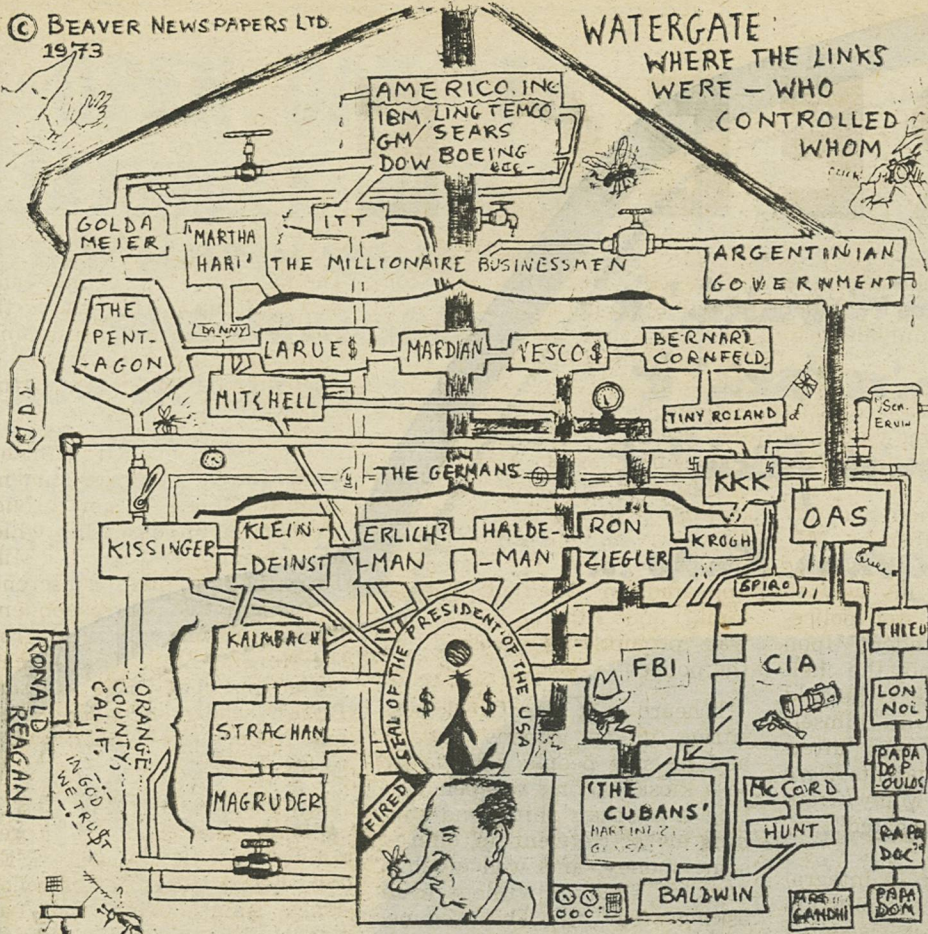 © BEAVER NEWSPAPERS LTD.
1973
WATERGATE:
WHERE THE LINKS
WERE – WHO
CONTROLLED
WHOM
AMERICO. INC
IBM LING TEMCO
GM SEARS
DOW BOEING
ETC-
GOLDA
MEIER
'MARTHA
HARI'
ITT
THE MILLIONAIRE BUSINESSMEN
ARGENTINIAN
GOVERNMENT
THE
PENT-
-AGON
DANNY
LARUE$
MARDIAN
VESCO$
BERNARD
CORNFELD
MITCHELL
TINY ROLAND
Sen.
ERVIN
THE GERMANS
KKK
OAS
KISSINGER
KLEIN-
-DEINST
ERLICH?
MAN
HALDE-
-MAN
RON
ZIEGLER
KROGH
SPIRO
KALMBACH
SEAL OF THE PRESIDENT OF THE USA
$ $
FBI
CIA
THIEU
RONALD
REAGAN
ORANGE
COUNTY,
CALIF.
STRACHAN
LON
NOL
IN GOD
WE TRU$T
MAGRUDER
FIRED
'THE
CUBANS'
MARTINEZ
McCORD
PAPA
DOP
-OULOS
HUNT
PAPA
DOC
BALDWIN
MRS
GANDHI
PAPA
DOM